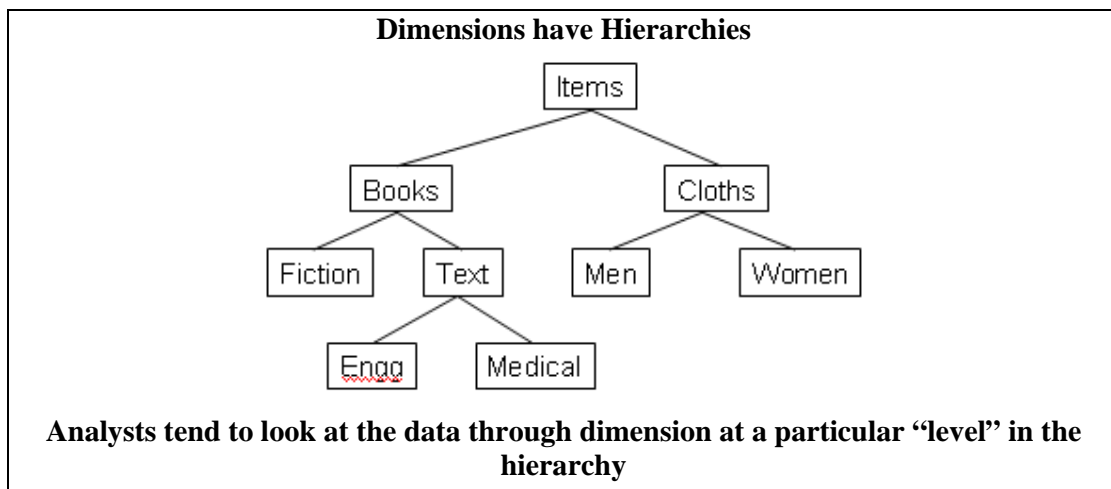 Dimensions have Hierarchies
Items
Books Cloths
Fiction Text Men Women
Engg Medical
Analysts tend to look at the data through dimension at a particular “level” in the
hierarchy